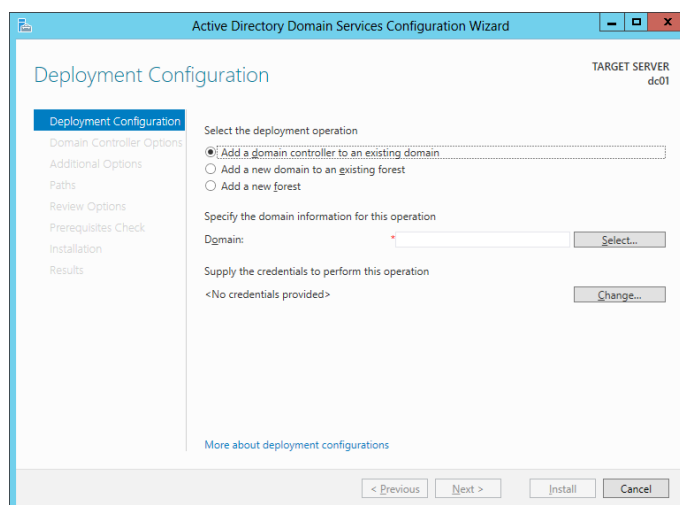 Active Directory Domain Services Configuration Wizard
Deployment Configuration
TARGET SERVER
dc01
Deployment Configuration
Domain Controller Options
Additional Options
Paths
Review Options
Prerequisites Check
Installation
Results
Select the deployment operation
Add a domain controller to an existing domain
Add a new domain to an existing forest
Add a new forest
Specify the domain information for this operation
Domain: * Select...
Supply the credentials to perform this operation
<No credentials provided> Change...
More about deployment configurations
< Previous Next > Install Cancel